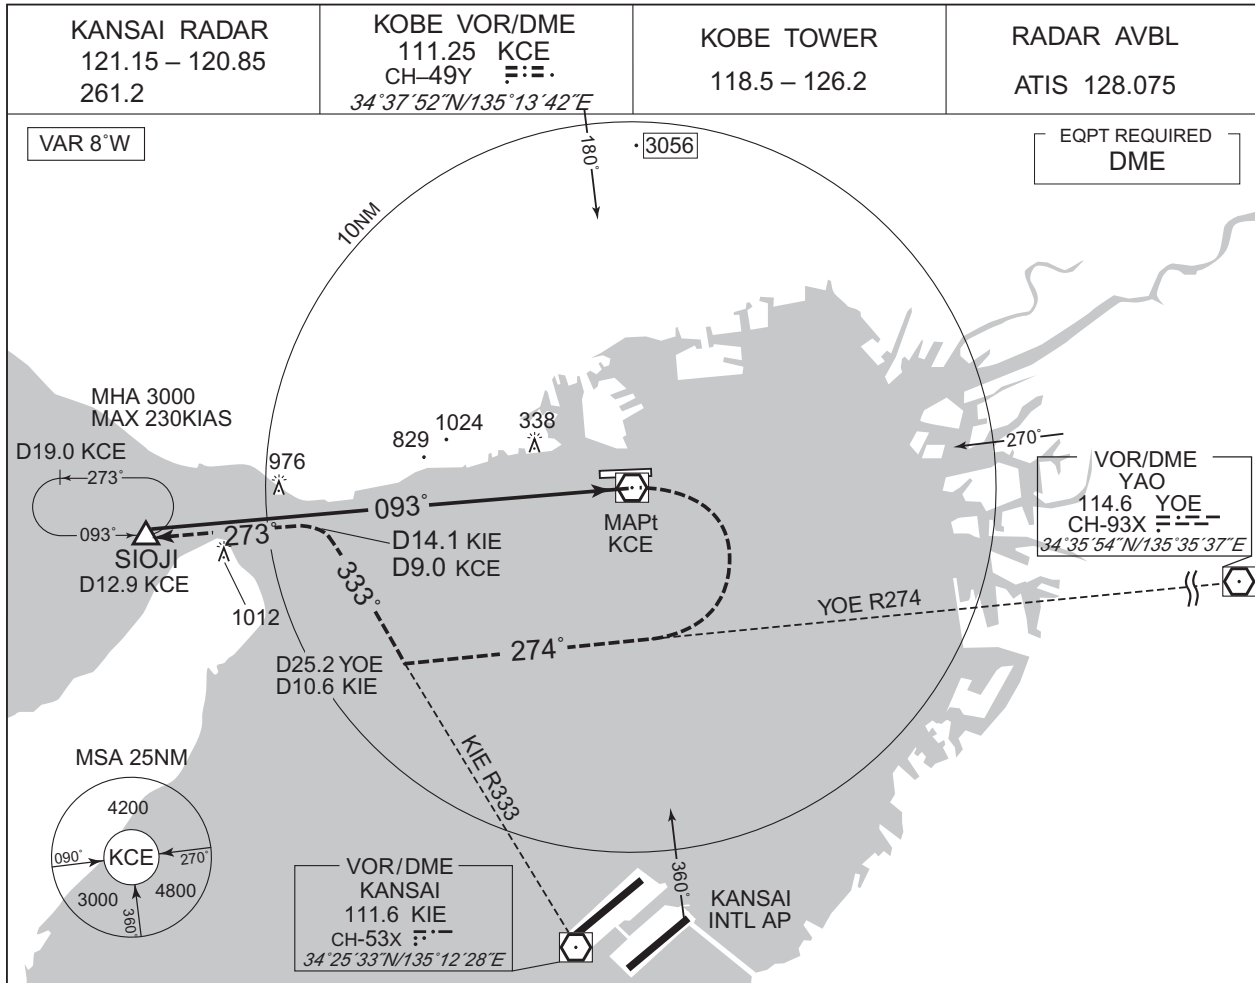 KANSAI RADAR
121.15 – 120.85
261.2
KOBE VOR/DME
111.25 KCE
CH–49Y
34°37′52″N/135°13′42″E
KOBE TOWER
118.5 – 126.2
RADAR AVBL
ATIS 128.075
VAR 8°W
180°
3056
EQPT REQUIRED
DME
10NM
MHA 3000
MAX 230KIAS
D19.0 KCE
273°
093°
SIOJI
D12.9 KCE
976
829
1024
338
093°
273°
1012
D14.1 KIE
D9.0 KCE
333°
MAPt
KCE
270°
VOR/DME
YAO
114.6 YOE
CH-93X
34°35′54″N/135°35′37″E
YOE R274
274°
D25.2 YOE
D10.6 KIE
KIE R333
MSA 25NM
4200
090°
KCE
270°
3000
4800
360°
VOR/DME
KANSAI
111.6 KIE
CH-53X
34°25′33″N/135°12′28″E
360°
KANSAI
INTL AP